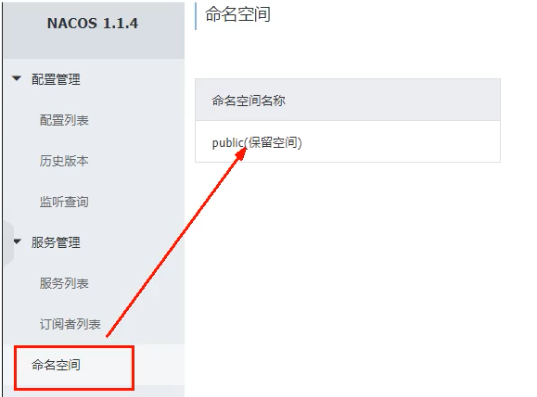 NACOS 1.1.4
配置管理
配置列表
历史版本
监听查询
服务管理
服务列表
订阅者列表
命名空间
命名空间
命名空间名称
public(保留空间)